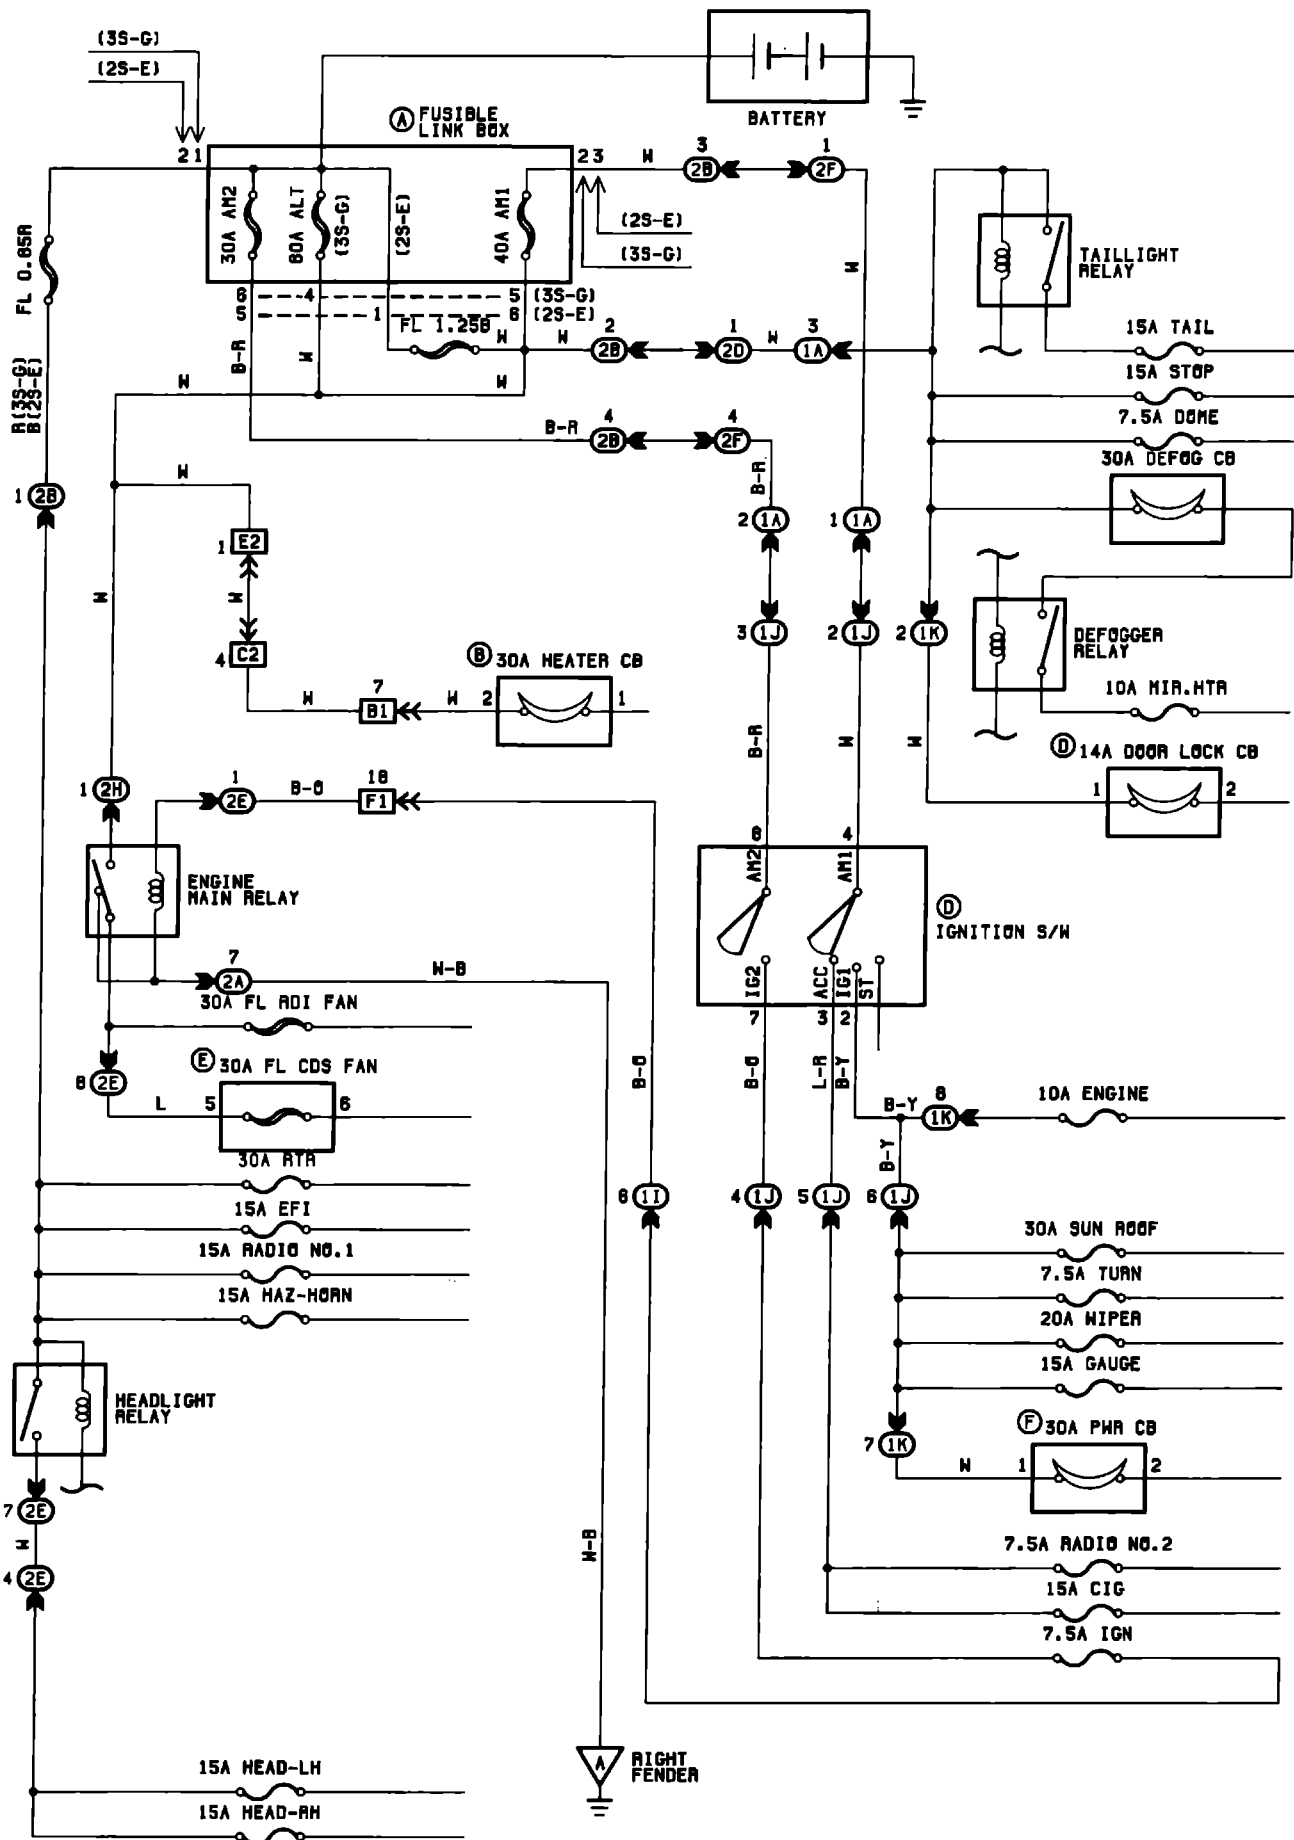 (3S-G)
(2S-E)
BATTERY
A FUSIBLE
LINK BOX
2 1
2 3
W
3
2B
1
2F
30A AM2
80A ALT
(3S-G)
(2S-E)
40A AM1
(2S-E)
(3S-G)
FL 0.85R
6 4 5 (3S-G)
5 1 6 (2S-E)
FL 1.25B
W
W
2
2B
1
2D
W
3
1A
W
TAILLIGHT
RELAY
15A TAIL
15A STOP
7.5A DOME
30A DEFOG CB
B-R
W
W
W
R(3S-G)
B(2S-E)
B-R
4
2B
4
2F
B-R
1 2B
W
1 E2
W
4 C2
W
2 1A
1 1A
3 1J
2 1J
2 1K
DEFOGGER
RELAY
10A MIR.HTR
D 14A DOOR LOCK CB
1 2
W
7
B1
W
B 30A HEATER CB
2 1
B-R
W
W
1 2H
1
2E
B-O
18
F1
ENGINE
MAIN RELAY
6 4
AM2
AM1
D
IGNITION S/W
IG2
ACC
IG1
ST
7 3 2
7
2A
W-B
30A FL RDI FAN
E 30A FL CDS FAN
8 2E
L
5 6
B-O
B-O
L-R
B-Y
B-Y
8
1K
10A ENGINE
B-Y
30A RTR
15A EFI
15A RADIO NO.1
15A HAZ-HORN
6 1I
4 1J
5 1J
6 1J
30A SUN ROOF
7.5A TURN
20A WIPER
15A GAUGE
HEADLIGHT
RELAY
F 30A PWR CB
7 1K
W
1 2
7 2E
W
4 2E
W-B
7.5A RADIO NO.2
15A CIG
7.5A IGN
A
RIGHT
FENDER
15A HEAD-LH
15A HEAD-RH